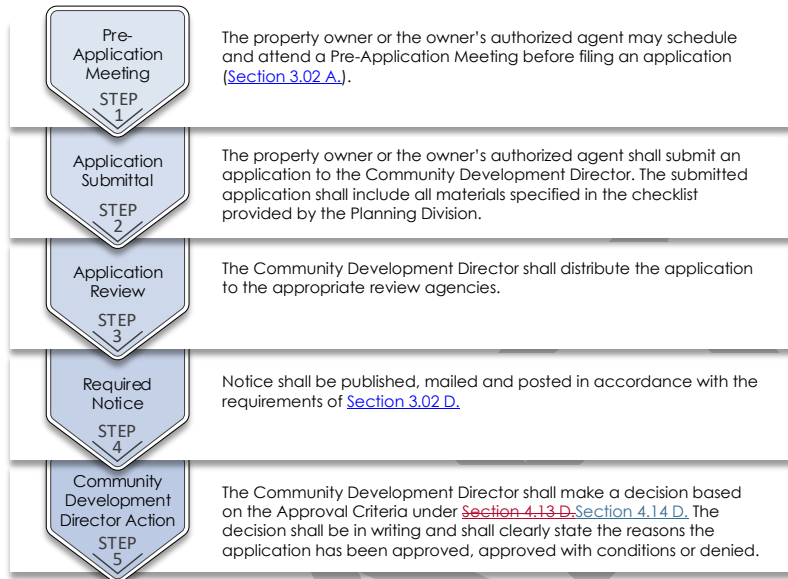 Pre-
Application
Meeting
STEP
1
The property owner or the owner's authorized agent may schedule
and attend a Pre-Application Meeting before filing an application
(Section 3.02 A.).
Application
Submittal
STEP
2
The property owner or the owner's authorized agent shall submit an
application to the Community Development Director. The submitted
application shall include all materials specified in the checklist
provided by the Planning Division.
Application
Review
STEP
3
The Community Development Director shall distribute the application
to the appropriate review agencies.
Required
Notice
STEP
4
Notice shall be published, mailed and posted in accordance with the
requirements of Section 3.02 D.
Community
Development
Director Action
STEP
5
The Community Development Director shall make a decision based
on the Approval Criteria under Section 4.13 D.Section 4.14 D. The
decision shall be in writing and shall clearly state the reasons the
application has been approved, approved with conditions or denied.